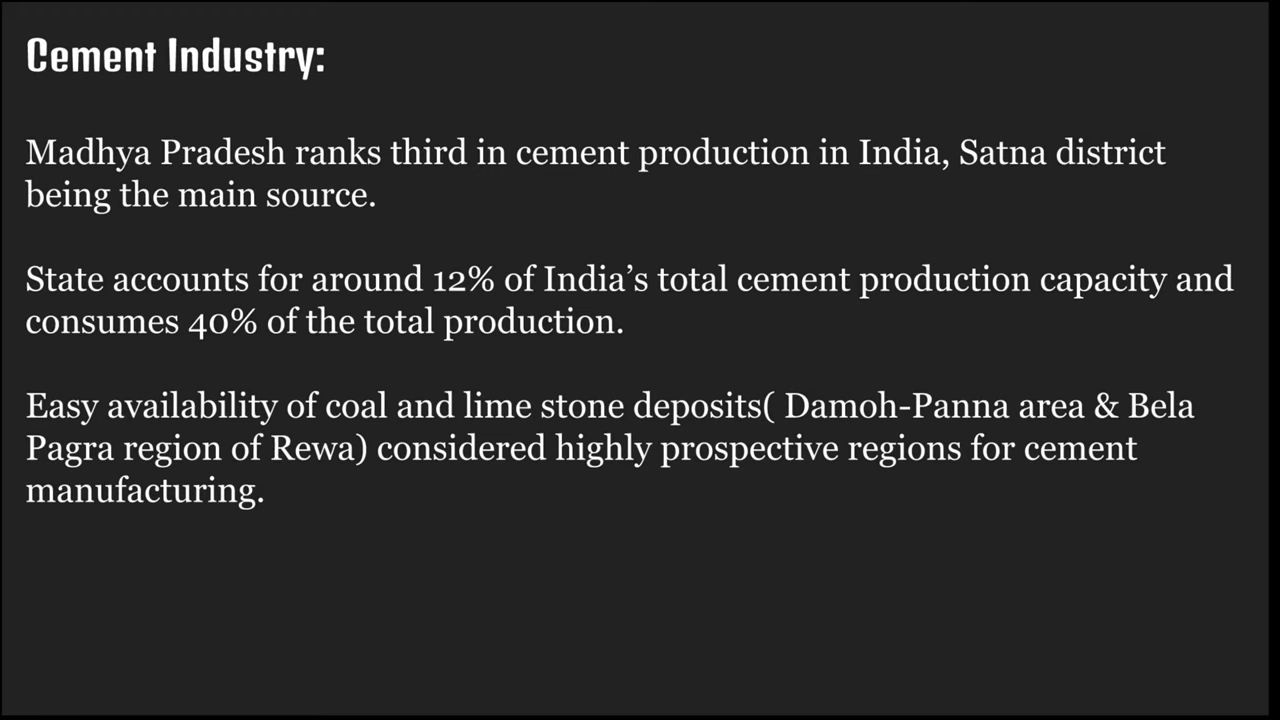 Cement Industry:
Madhya Pradesh ranks third in cement production in India, Satna district
being the main source.
State accounts for around 12% of India’s total cement production capacity and
consumes 40% of the total production.
Easy availability of coal and lime stone deposits( Damoh-Panna area & Bela
Pagra region of Rewa) considered highly prospective regions for cement
manufacturing.